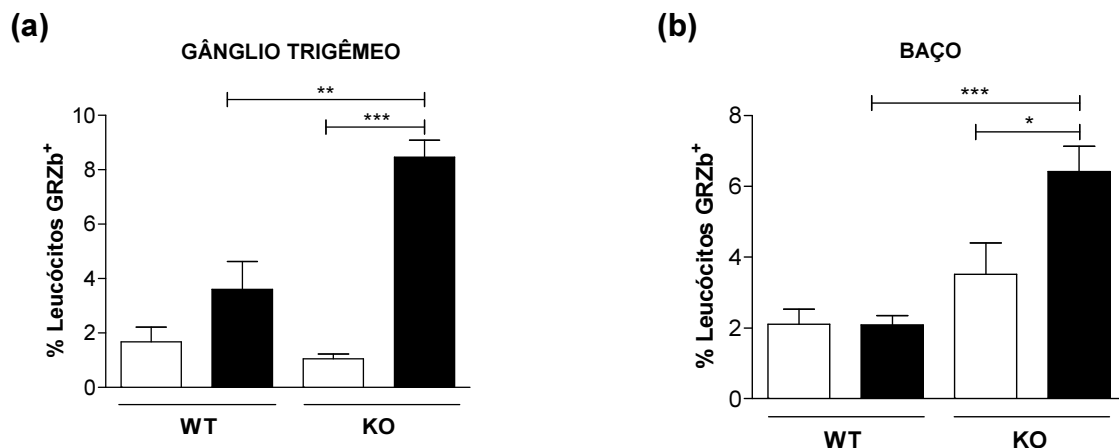 (a)
GÂNGLIO TRIGÊMEO
% Leucócitos GRZb⁺
10
8
6
4
2
0
**
***
WT
KO
(b)
BAÇO
% Leucócitos GRZb⁺
8
6
4
2
0
***
*
WT
KO